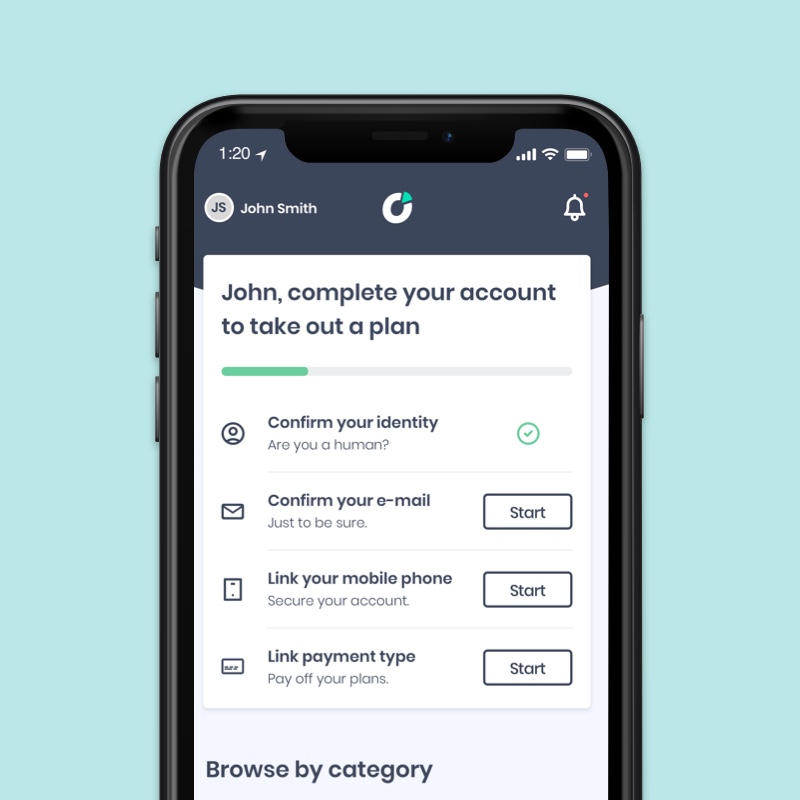 1:20
JS John Smith
John, complete your account
to take out a plan
Confirm your identity
Are you a human?
Confirm your e-mail
Just to be sure.
Start
Link your mobile phone
Secure your account.
Start
Link payment type
Pay off your plans.
Start
Browse by category